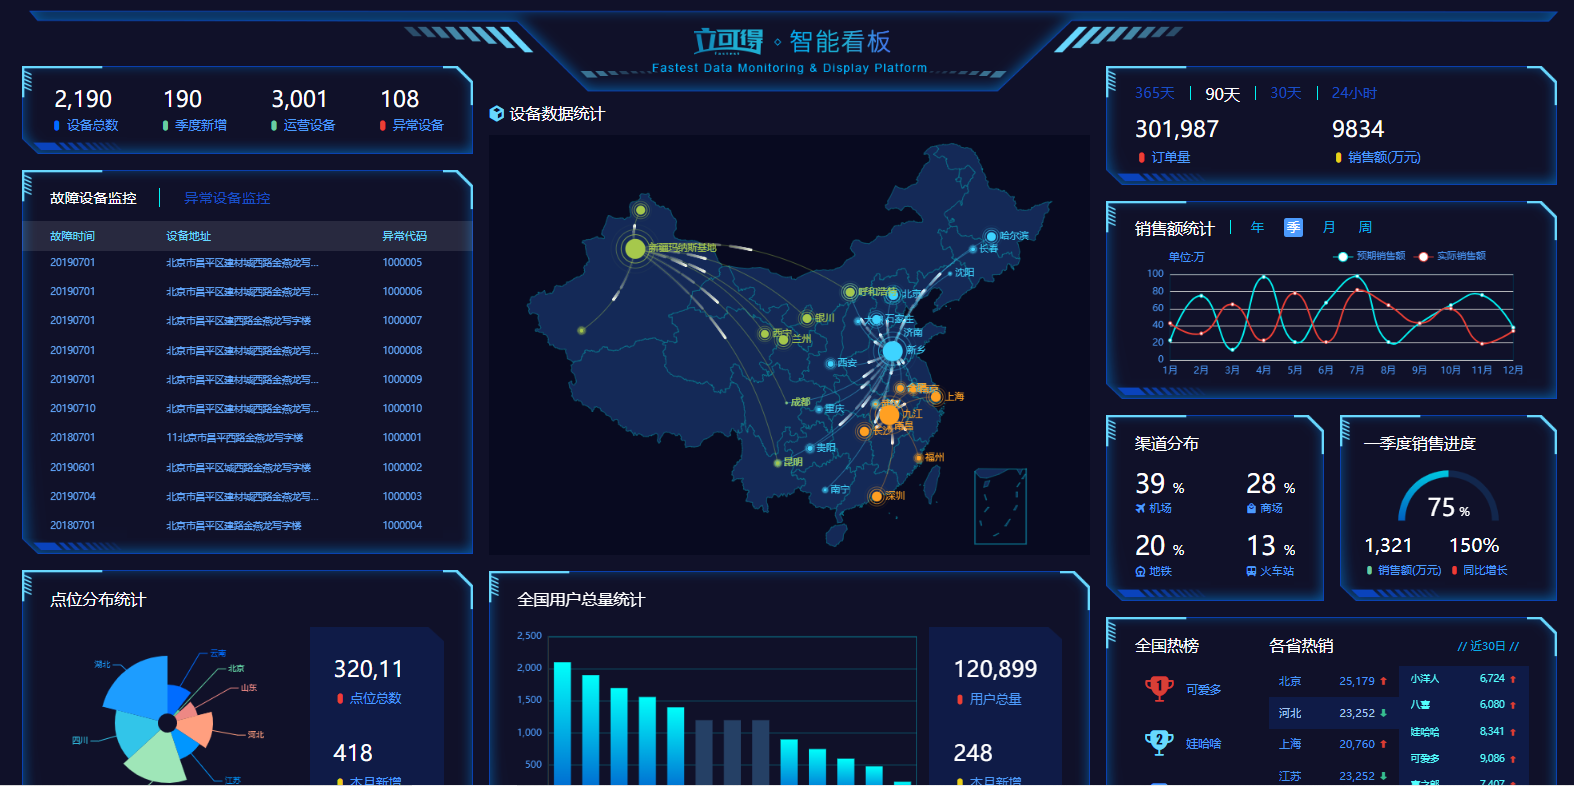 立可得 ◇ 智能看板
Fastest
Fastest Data Monitoring & Display Platform
2,190 190 3,001 108
设备总数 季度新增 运营设备 异常设备
故障设备监控 异常设备监控
故障时间 设备地址 异常代码
20190701 北京市昌平区建材城西路金燕龙写... 1000005
20190701 北京市昌平区建材城西路金燕龙写... 1000006
20190701 北京市昌平区建西路金燕龙写字楼 1000007
20190701 北京市昌平区建材城西路金燕龙写... 1000008
20190701 北京市昌平区建材城西路金燕龙写... 1000009
20190710 北京市昌平区建材城西路金燕龙写... 1000010
20180701 11北京市昌平西路金燕龙写字楼 1000001
20190601 北京市昌平区城西路金燕龙写字楼 1000002
20190704 北京市昌平区建材城西路金燕龙写... 1000003
20180701 北京市昌平区建路金燕龙写字楼 1000004
点位分布统计
云南
北京
山东
河北
江苏
四川
湖北
320,11
点位总数
418
本月新增
设备数据统计
新疆玛纳斯基地
哈尔滨
长春
沈阳
呼和浩特
北京
银川
石家庄
西宁
兰州
济南
新乡
西安
成都
重庆
上海
九江
长沙
南昌
贵阳
昆明
福州
南宁
深圳
全国用户总量统计
2,500
2,000
1,500
1,000
500
120,899
用户总量
248
本月新增
365天 90天 30天 24小时
301,987 9834
订单量 销售额(万元)
销售额统计 年 季 月 周
单位:万 预期销售额 实际销售额
100
80
60
40
20
0
1月 2月 3月 4月 5月 6月 7月 8月 9月 10月 11月 12月
渠道分布
39 % 28 %
机场 商场
20 % 13 %
地铁 火车站
一季度销售进度
75 %
1,321 150%
销售额(万元) 同比增长
全国热榜
1 可爱多
2 娃哈啥
各省热销 // 近30日 //
北京 25,179
河北 23,252
上海 20,760
江苏 23,252
小洋人 6,724
八喜 6,080
娃哈哈 8,341
可爱多 9,086
7,407